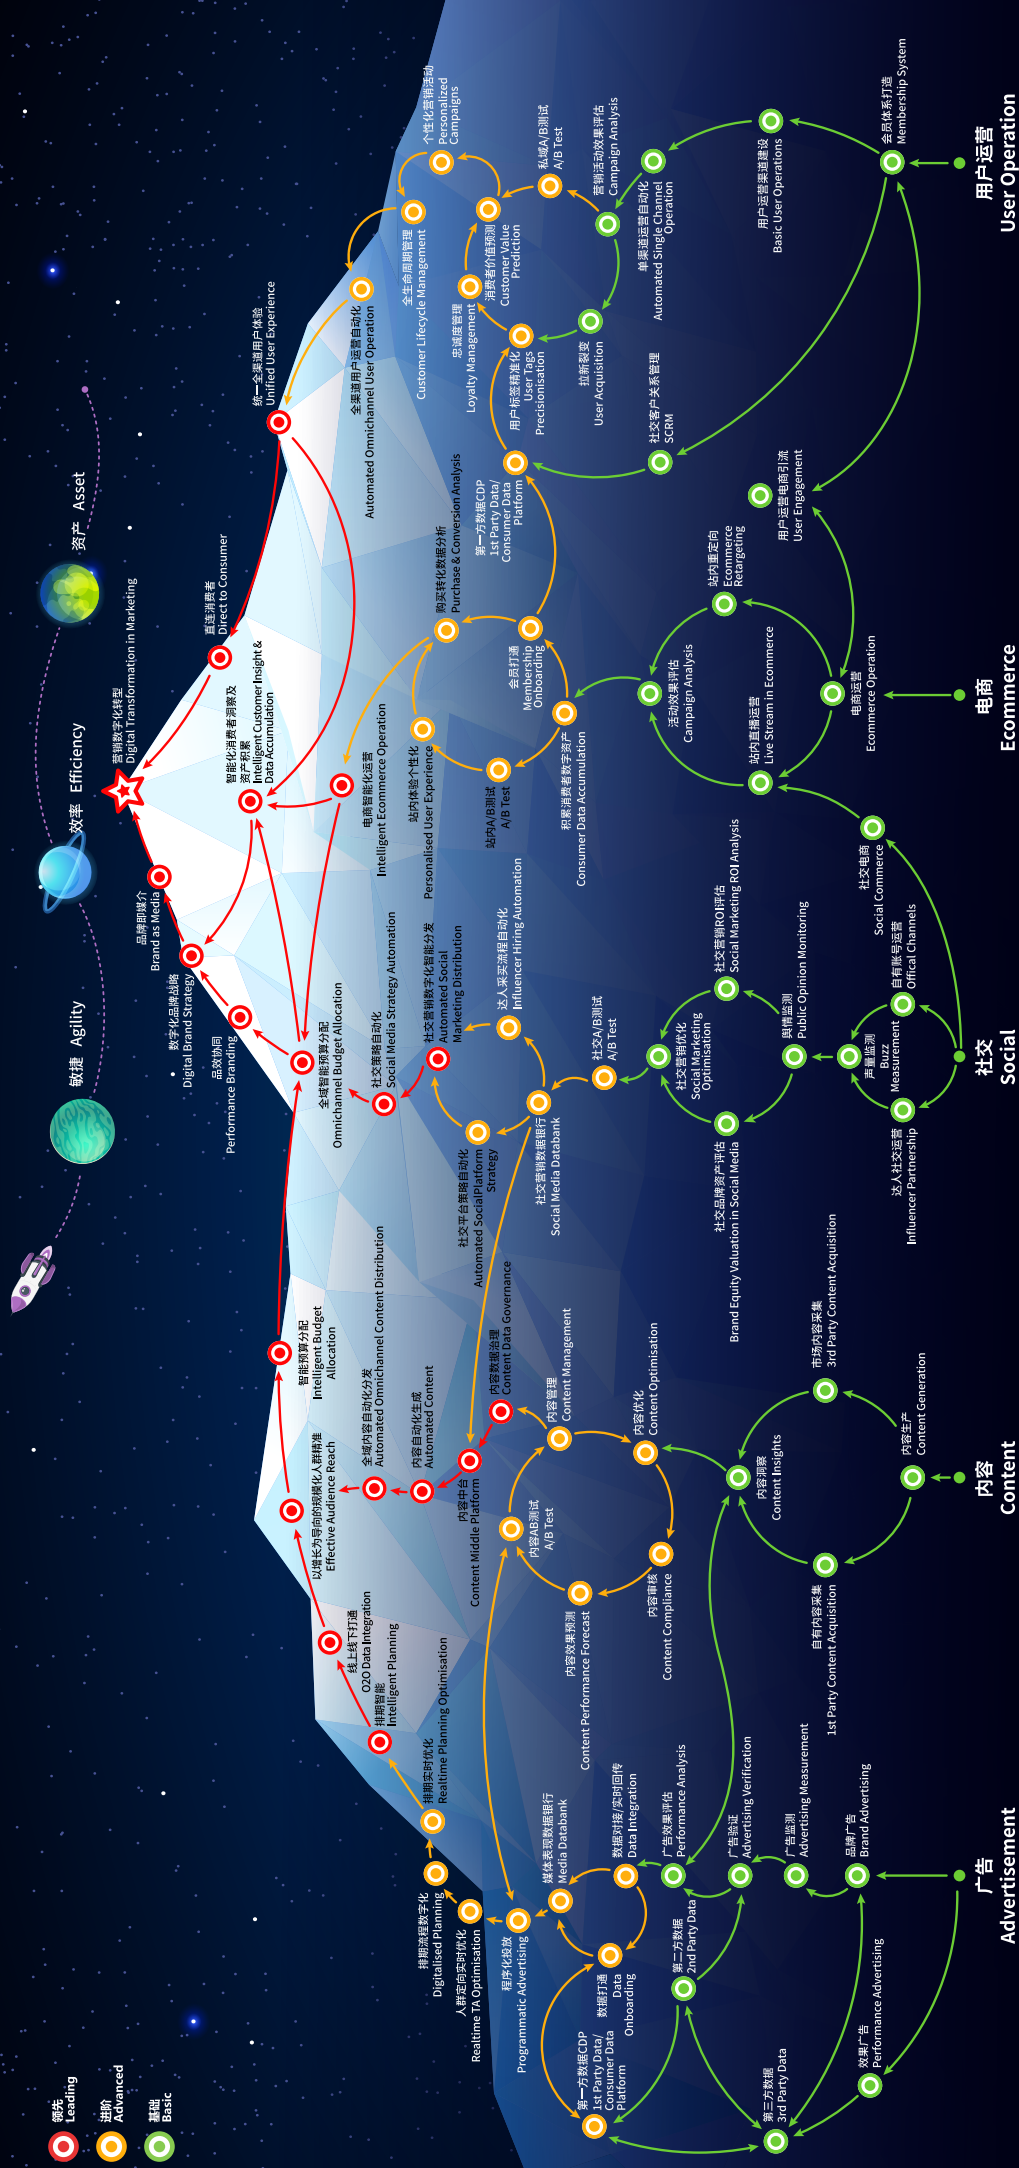 领先
Leading
进阶
Advanced
基础
Basic
敏捷 Agility
效率 Efficiency
资产 Asset
营销数字化转型
Digital Transformation in Marketing
品牌即媒介
Brand as Media
数字化品牌战略
Digital Brand Strategy
品效协同
Performance Branding
直连消费者
Direct to Consumer
智能化消费者洞察及
资产积累
Intelligent Customer Insight &
Data Accumulation
统一全渠道用户体验
Unified User Experience
全域智能预算分配
Omnichannel Budget Allocation
智能预算分配
Intelligent Budget
Allocation
以增长为导向的规模化人群精准
Effective Audience Reach
线上线下打通
O2O Data Integration
排期智能
Intelligent Planning
排期实时优化
Realtime Planning Optimisation
排期流程数字化
Digitalised Planning
人群定向实时优化
Realtime TA Optimisation
程序化投放
Programmatic Advertising
媒体表现数据银行
Media Databank
数据对接/实时回传
Data Integration
数据打通
Data
Onboarding
第一方数据CDP
1st Party Data/
Consumer Data
Platform
广告效果评估
Performance Analysis
第二方数据
2nd Party Data
广告验证
Advertising Verification
广告监测
Advertising Measurement
品牌广告
Brand Advertising
第三方数据
3rd Party Data
效果广告
Performance Advertising
广告
Advertisement
全域内容自动化分发
Automated Omnichannel Content Distribution
内容自动化生成
Automated Content
内容中台
Content Middle Platform
内容数据治理
Content Data Governance
内容管理
Content Management
内容AB测试
A/B Test
内容优化
Content Optimisation
内容效果预测
Content Performance Forecast
内容审核
Content Compliance
内容洞察
Content Insights
市场内容采集
3rd Party Content Acquisition
自有内容采集
1st Party Content Acquisition
内容生产
Content Generation
内容
Content
社交策略自动化
Social Media Strategy Automation
社交营销数字化智能分发
Automated Social
Marketing Distribution
社交平台策略自动化
Automated SocialPlatform
Strategy
达人采买流程自动化
Influencer Hiring Automation
社交营销数据银行
Social Media Databank
社交A/B测试
A/B Test
社交营销优化
Social Marketing
Optimisation
社交营销ROI评估
Social Marketing ROI Analysis
社交品牌资产评估
Brand Equity Valuation in Social Media
舆情监测
Public Opinion Monitoring
声量监测
Buzz
Measurement
自有账号运营
Offical Channels
达人社交运营
Influencer Partnership
社交电商
Social Commerce
社交
Social
电商智能化运营
Intelligent Ecommerce Operation
站内体验个性化
Personalised User Experience
购买转化数据分析
Purchase & Conversion Analysis
站内A/B测试
A/B Test
会员打通
Membership
Onboarding
积累消费者数字资产
Consumer Data Accumulation
活动效果评估
Campaign Analysis
站内重定向
Ecommerce
Retargeting
站内直播运营
Live Stream in Ecommerce
电商运营
Ecommerce Operation
电商
Ecommerce
全渠道用户运营自动化
Automated Omnichannel User Operation
全生命周期管理
Customer Lifecycle Management
个性化营销活动
Personalized
Campaigns
忠诚度管理
Loyalty Management
消费者价值预测
Customer Value
Prediction
用户标签精准化
User Tags
Precisionisation
第一方数据CDP
1st Party Data/
Consumer Data
Platform
私域A/B测试
A/B Test
营销活动效果评估
Campaign Analysis
拉新裂变
User Acquisition
单渠道运营自动化
Automated Single Channel
Operation
社交客户关系管理
SCRM
用户运营渠道建设
Basic User Operations
用户运营电商引流
User Engagement
会员体系打造
Membership System
用户运营
User Operation